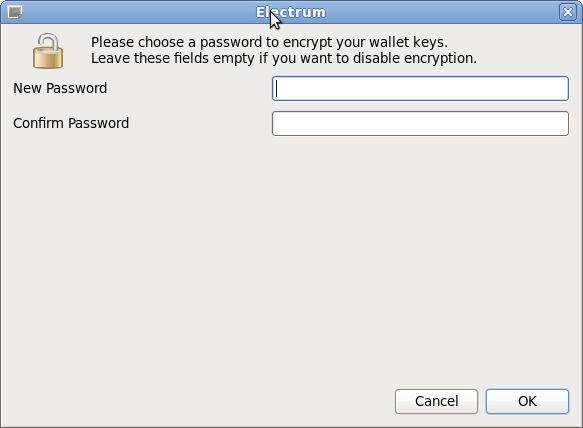 Electrum
Please choose a password to encrypt your wallet keys.
Leave these fields empty if you want to disable encryption.
New Password
Confirm Password
Cancel
OK